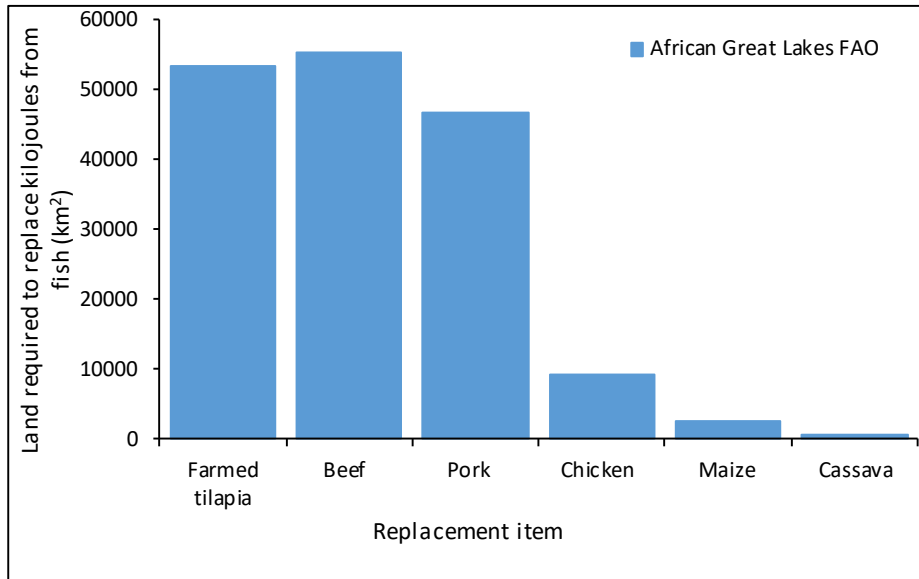 Land required to replace kilojoules from
fish (km²)
60000
50000
40000
30000
20000
10000
0
African Great Lakes FAO
Farmed
tilapia
Beef
Pork
Chicken
Maize
Cassava
Replacement item